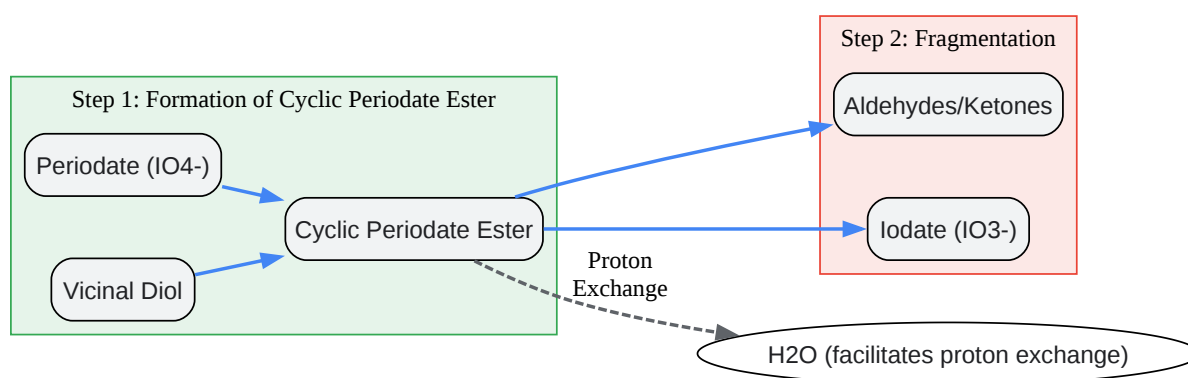 Step 1: Formation of Cyclic Periodate Ester
Periodate (IO4-)
Vicinal Diol
Cyclic Periodate Ester
Step 2: Fragmentation
Aldehydes/Ketones
Iodate (IO3-)
Proton
Exchange
H2O (facilitates proton exchange)